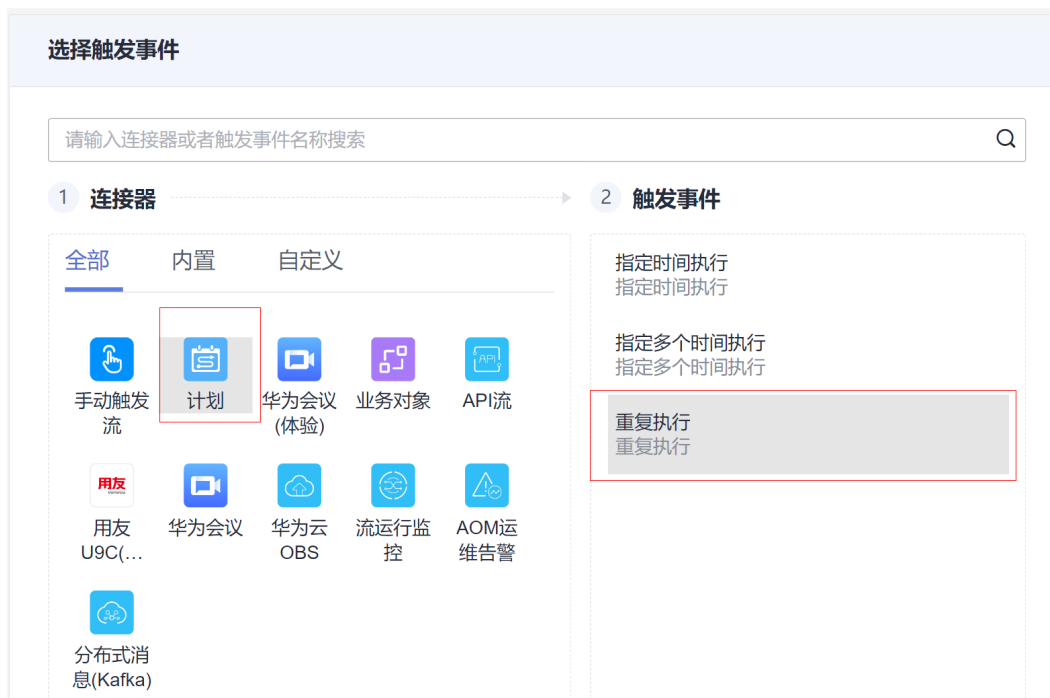 选择触发事件
请输入连接器或者触发事件名称搜索
1 连接器
2 触发事件
全部 内置 自定义
手动触发
流
计划
华为会议
(体验)
业务对象
API流
用友
用友
U9C(...
华为会议
华为云
OBS
流运行监
控
AOM运
维告警
分布式消
息(Kafka)
指定时间执行
指定时间执行
指定多个时间执行
指定多个时间执行
重复执行
重复执行